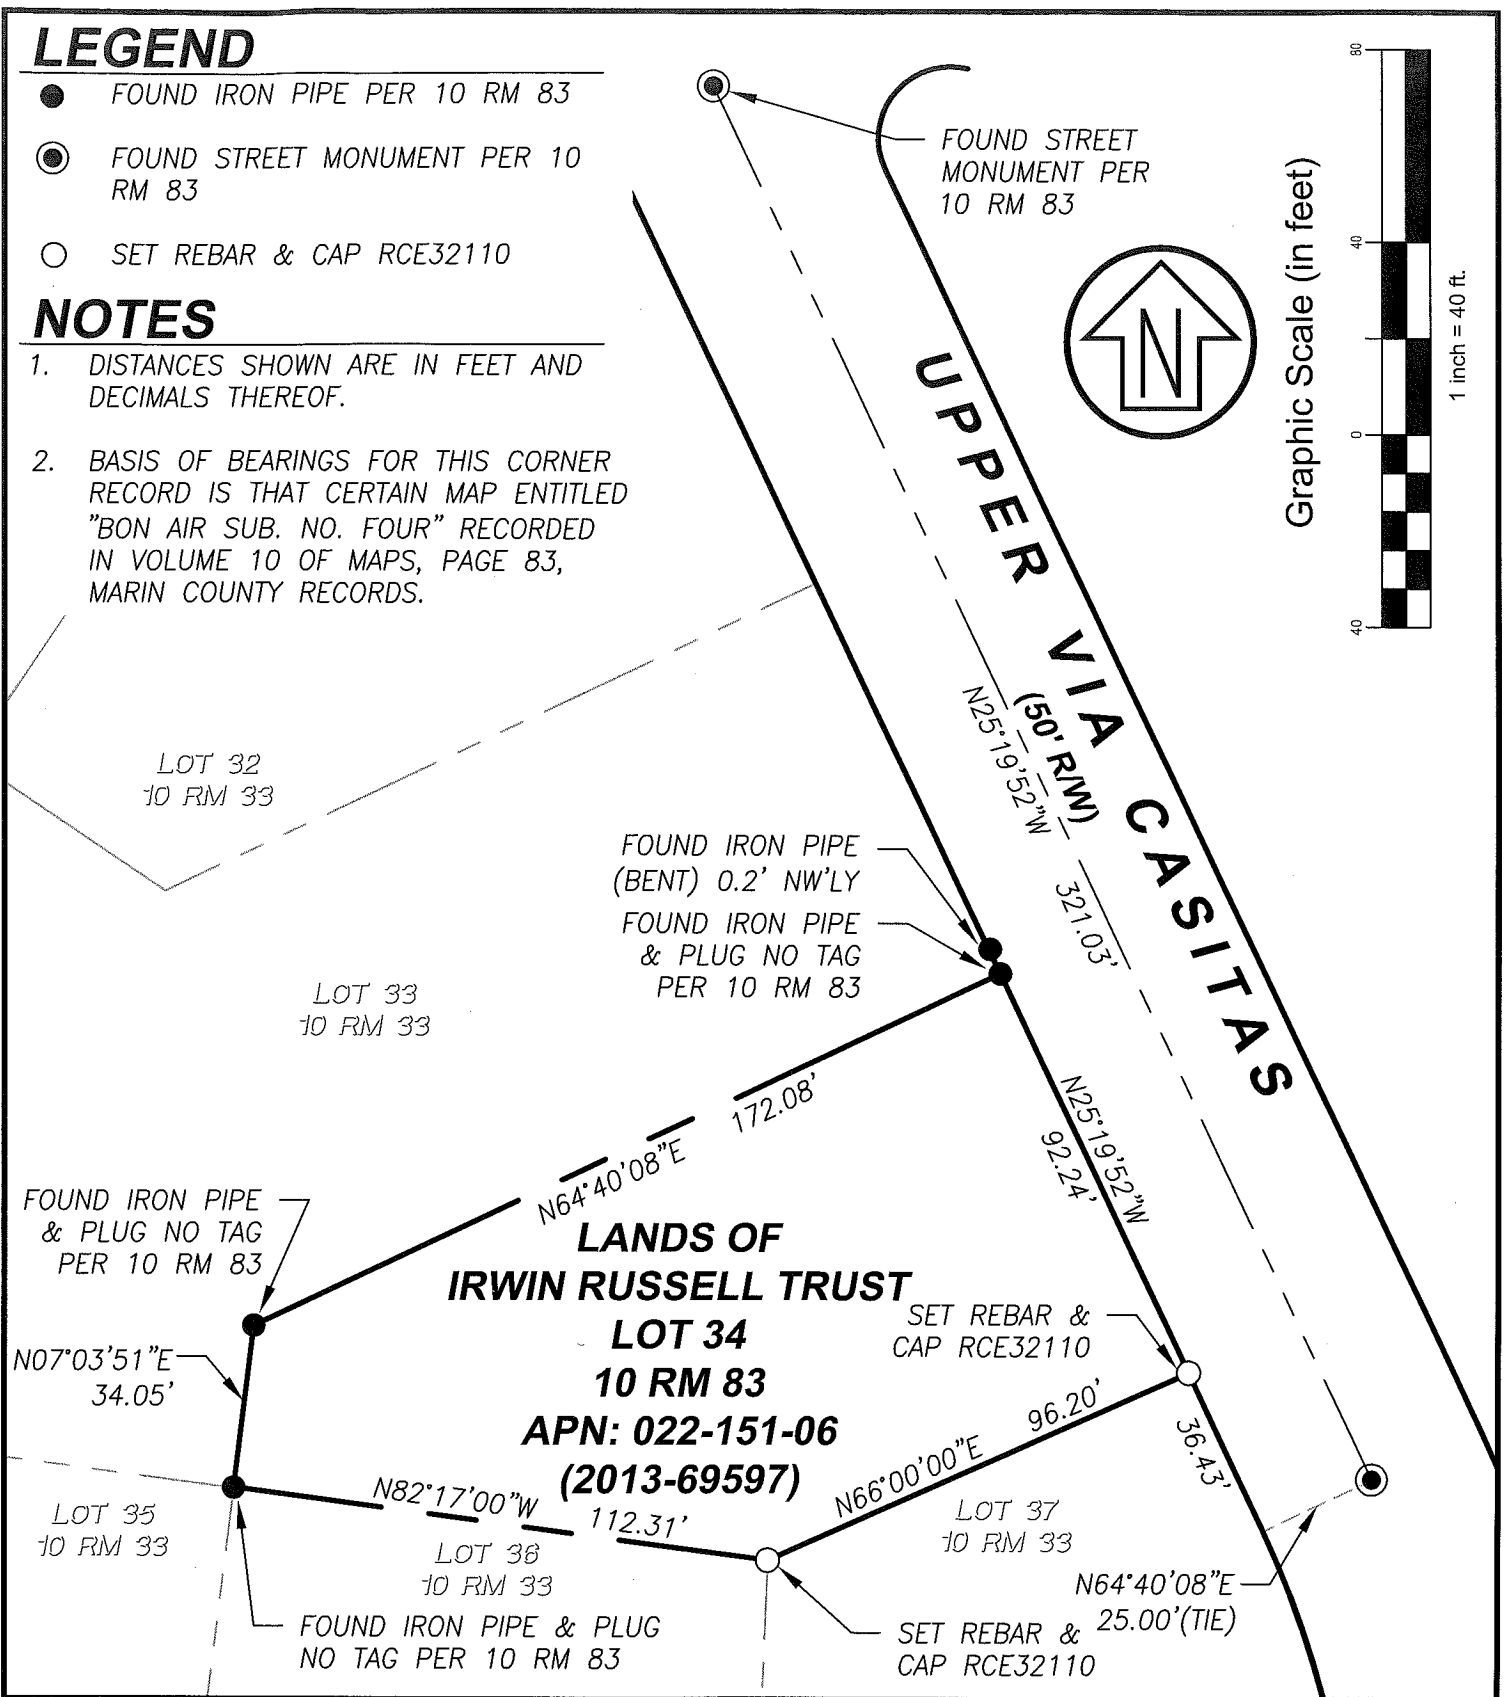 LEGEND
FOUND IRON PIPE PER 10 RM 83
FOUND STREET MONUMENT PER 10
RM 83
SET REBAR & CAP RCE32110
NOTES
1. DISTANCES SHOWN ARE IN FEET AND
DECIMALS THEREOF.
2. BASIS OF BEARINGS FOR THIS CORNER
RECORD IS THAT CERTAIN MAP ENTITLED
"BON AIR SUB. NO. FOUR" RECORDED
IN VOLUME 10 OF MAPS, PAGE 83,
MARIN COUNTY RECORDS.
FOUND STREET
MONUMENT PER
10 RM 83
N
Graphic Scale (in feet)
80
40
0
40
1 inch = 40 ft.
UPPER VIA CASITAS
(50' R/W)
N25°19'52"W
321.03'
LOT 32
10 RM 33
FOUND IRON PIPE
(BENT) 0.2' NW'LY
FOUND IRON PIPE
& PLUG NO TAG
PER 10 RM 83
LOT 33
10 RM 33
172.08'
N64°40'08"E
N25°19'52"W
92.24'
FOUND IRON PIPE
& PLUG NO TAG
PER 10 RM 83
N07°03'51"E
34.05'
LANDS OF
IRWIN RUSSELL TRUST
LOT 34
10 RM 83
APN: 022-151-06
(2013-69597)
SET REBAR &
CAP RCE32110
96.20'
N66°00'00"E
36.43'
N82°17'00"W
112.31'
LOT 35
10 RM 33
LOT 36
10 RM 33
LOT 37
10 RM 33
N64°40'08"E
25.00'(TIE)
FOUND IRON PIPE & PLUG
NO TAG PER 10 RM 83
SET REBAR &
CAP RCE32110